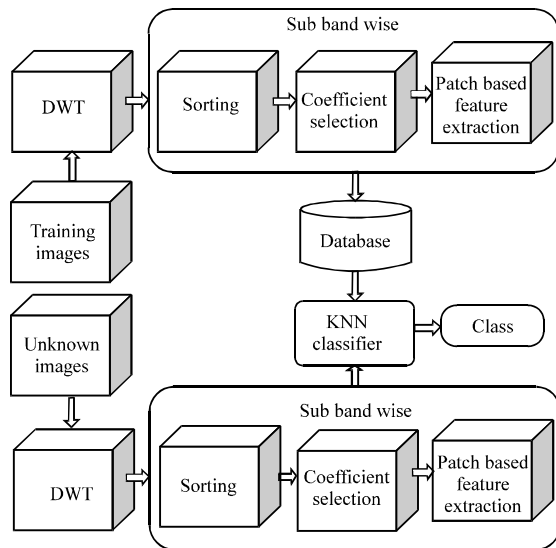 Sub band wise
DWT
Sorting
Coefficient
selection
Patch based
feature
extraction
Training
images
Database
Unknown
images
KNN
classifier
Class
Sub band wise
DWT
Sorting
Coefficient
selection
Patch based
feature
extraction